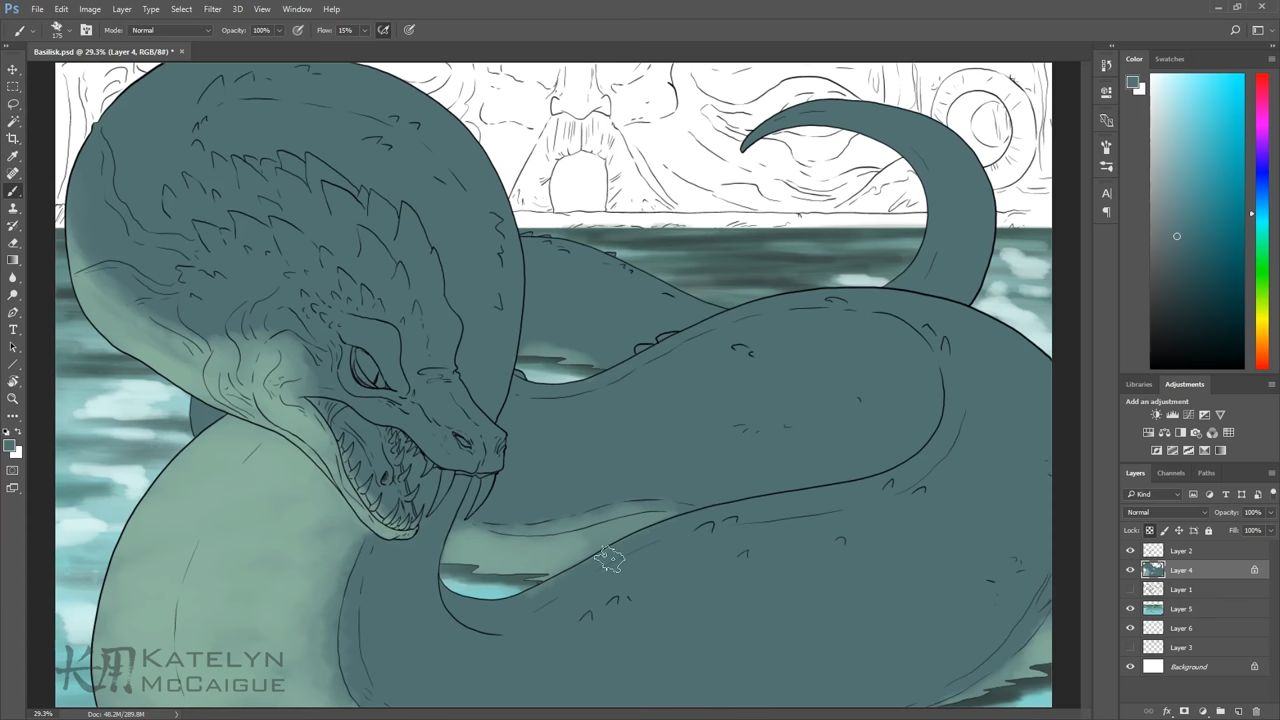 Ps File Edit Image Layer Type Select Filter 3D View Window Help
175 Mode: Normal Opacity: 100% Flow: 15%
Basilisk.psd @ 29.3% (Layer 4, RGB/8#) * ×
Color Swatches
Libraries Adjustments
Add an adjustment
Layers Channels Paths
Kind
Normal Opacity: 100%
Lock: Fill: 100%
Layer 2
Layer 4
Layer 1
Layer 5
Layer 6
Layer 3
Background
KM KATELYN
MCCAIGUE
29.3% Doc: 48.2M/289.8M